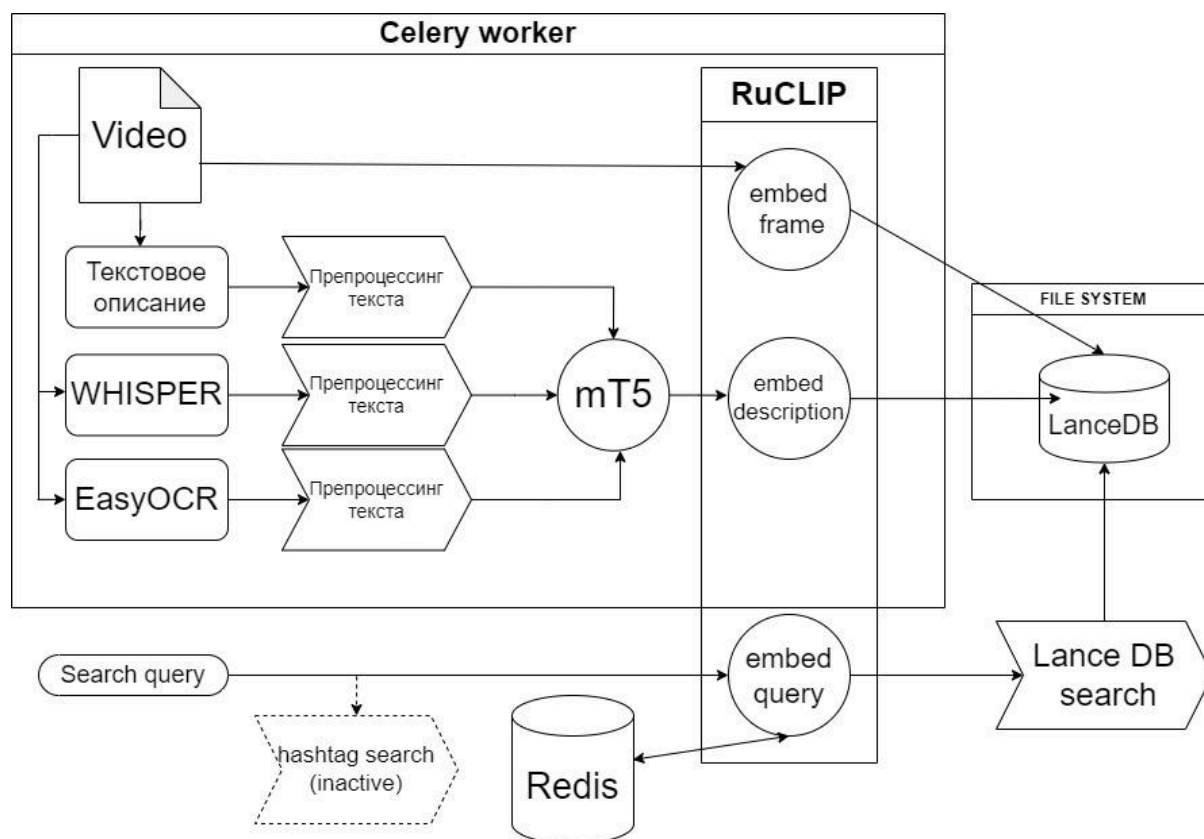 Celery worker
RuCLIP
Video
embed
frame
Текстовое
описание
Препроцессинг
текста
FILE SYSTEM
WHISPER
Препроцессинг
текста
mT5
embed
description
LanceDB
EasyOCR
Препроцессинг
текста
Search query
embed
query
Lance DB
search
hashtag search
(inactive)
Redis